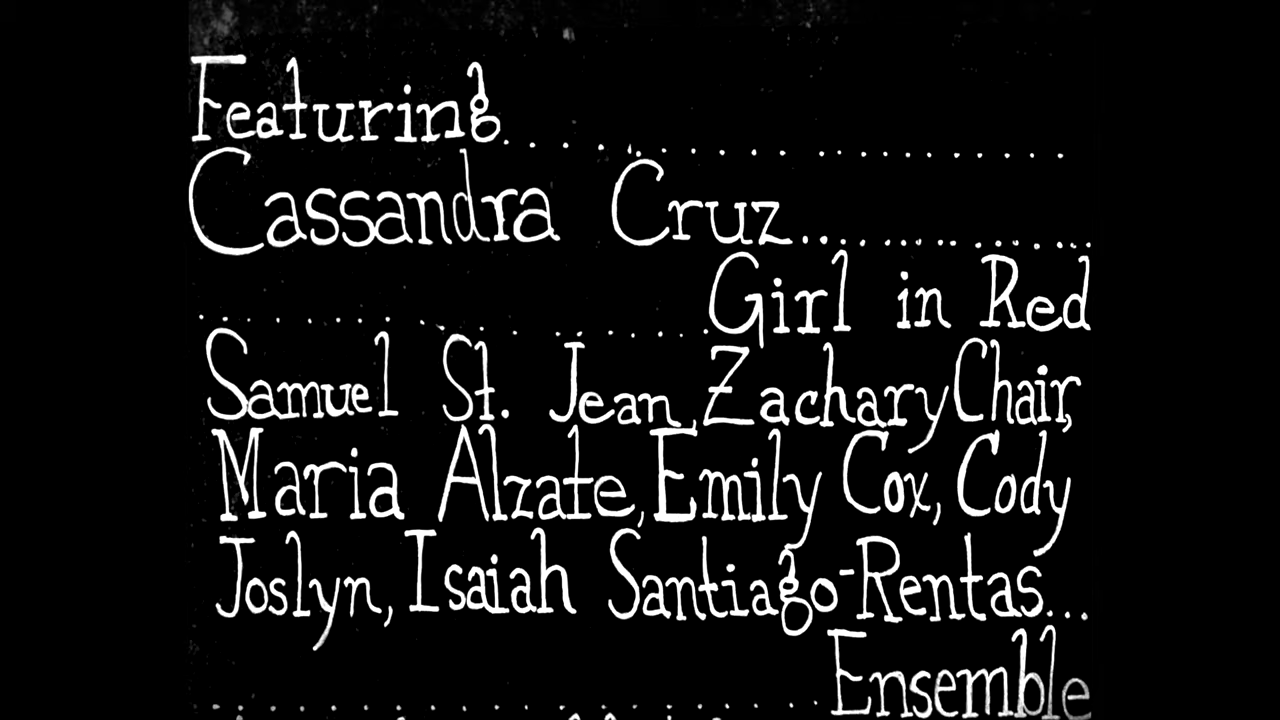 Featuring..................
Cassandra Cruz..............
...............Girl in Red
Samuel St. Jean, Zachary Chair,
Maria Alzate, Emily Cox, Cody
Joslyn, Isaiah Santiago-Rentas...
..................Ensemble